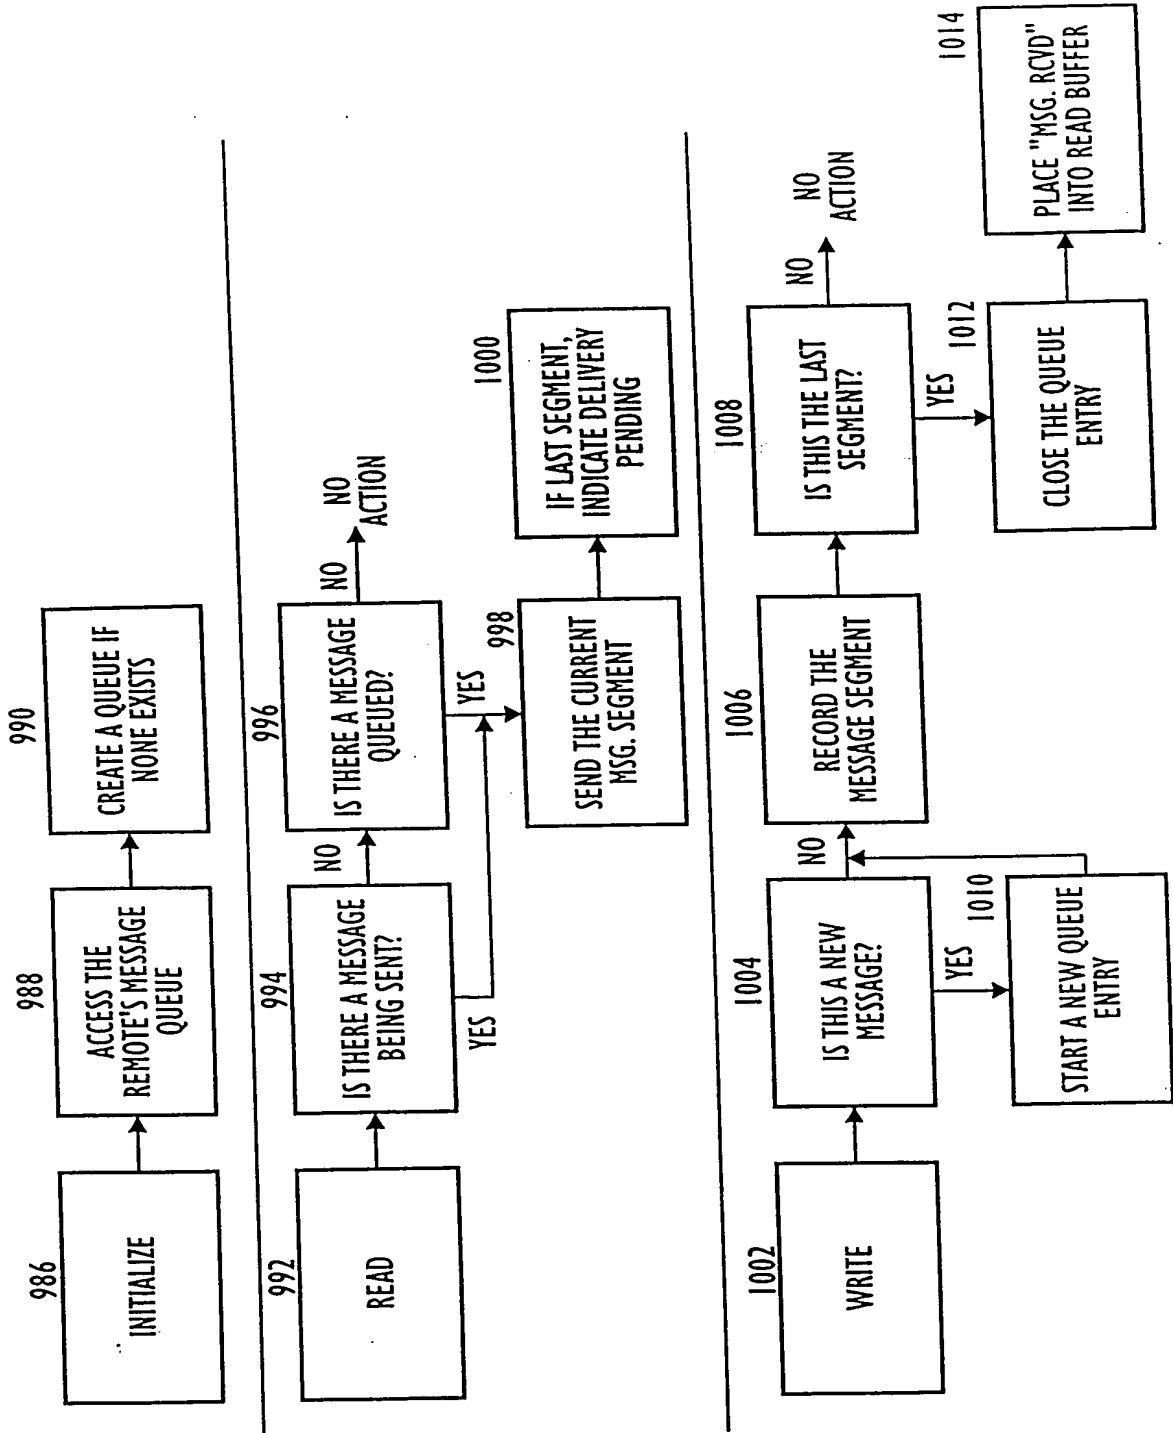 986
INITIALIZE
988
ACCESS THE
REMOTE'S MESSAGE
QUEUE
990
CREATE A QUEUE IF
NONE EXISTS
992
READ
994
IS THERE A MESSAGE
BEING SENT?
NO
YES
996
IS THERE A MESSAGE
QUEUED?
NO
NO
ACTION
YES
998
SEND THE CURRENT
MSG. SEGMENT
1000
IF LAST SEGMENT,
INDICATE DELIVERY
PENDING
1002
WRITE
1004
IS THIS A NEW
MESSAGE?
NO
YES
1010
START A NEW QUEUE
ENTRY
1006
RECORD THE
MESSAGE SEGMENT
1008
IS THIS THE LAST
SEGMENT?
NO
NO
ACTION
YES
1012
CLOSE THE QUEUE
ENTRY
1014
PLACE "MSG. RCVD"
INTO READ BUFFER